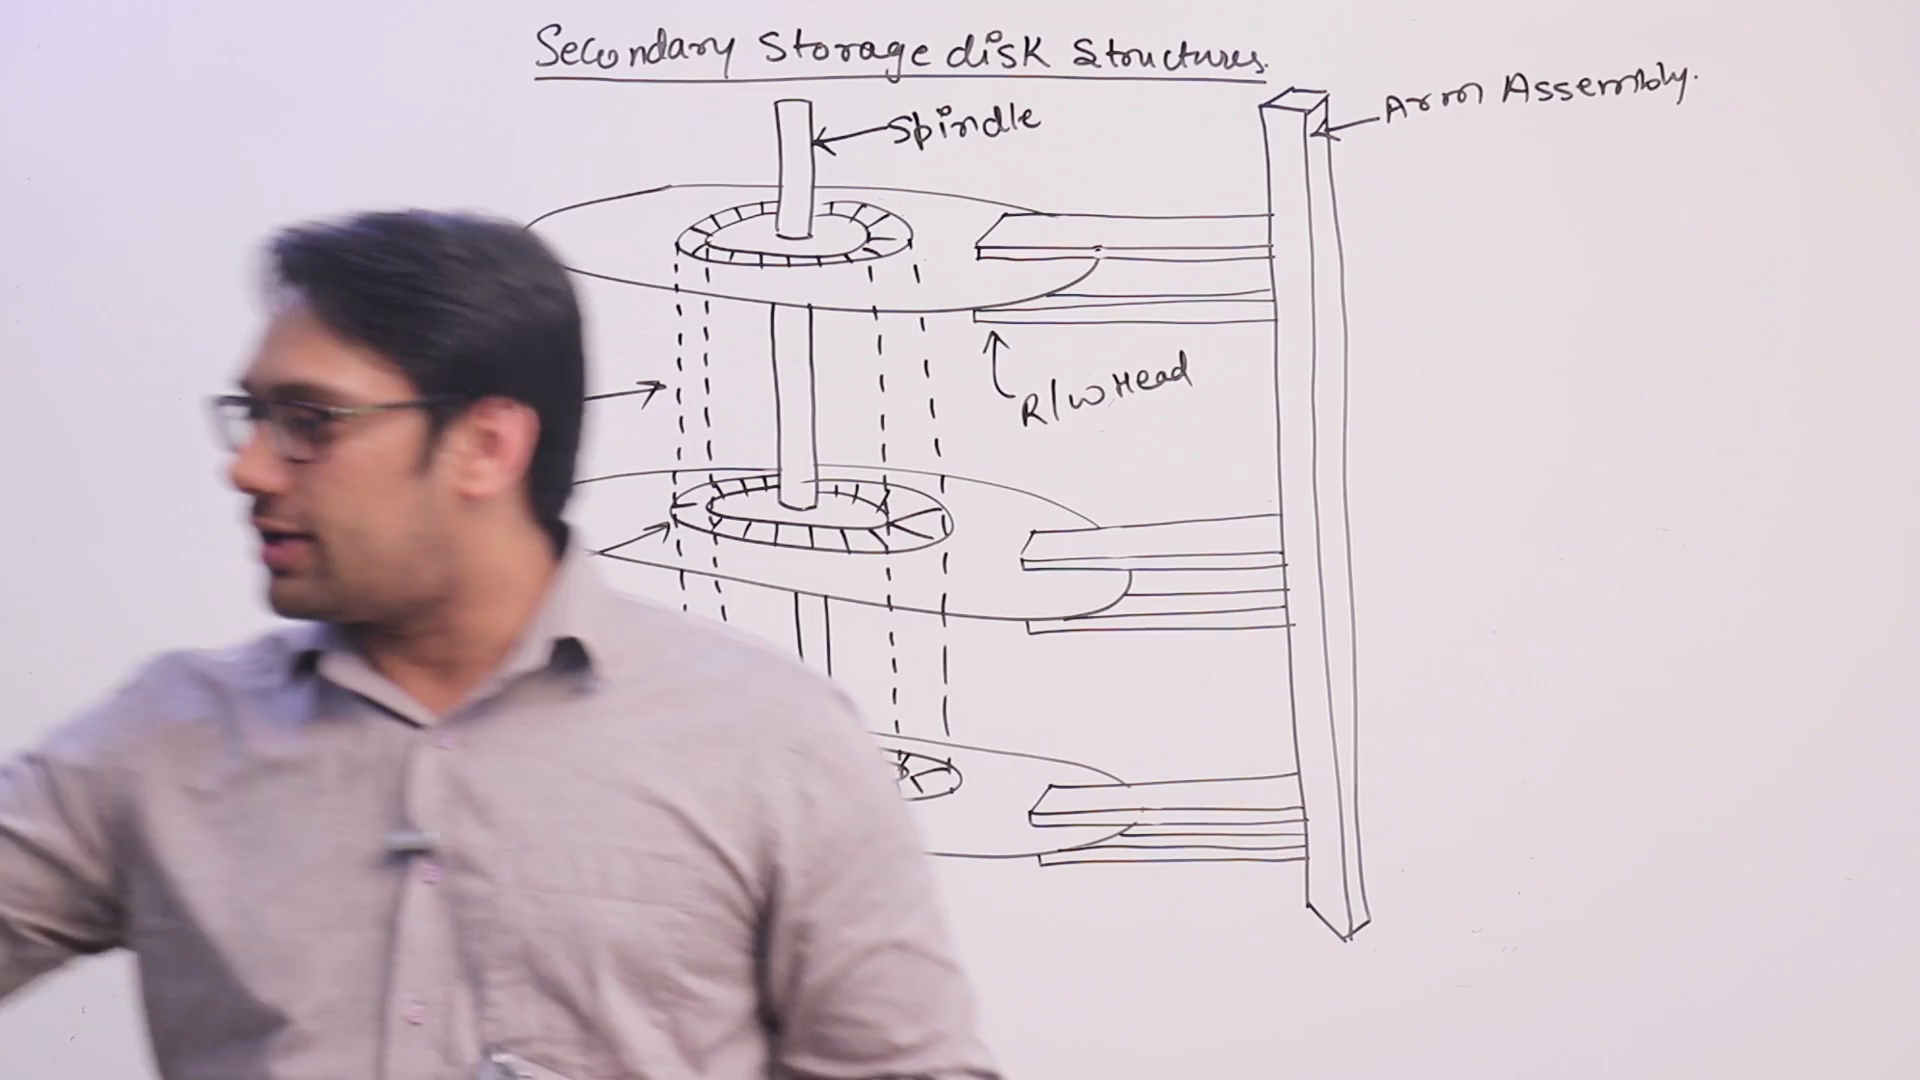 Secondary Storage disk Structures.
Arm Assembly.
Spindle
R/W Head